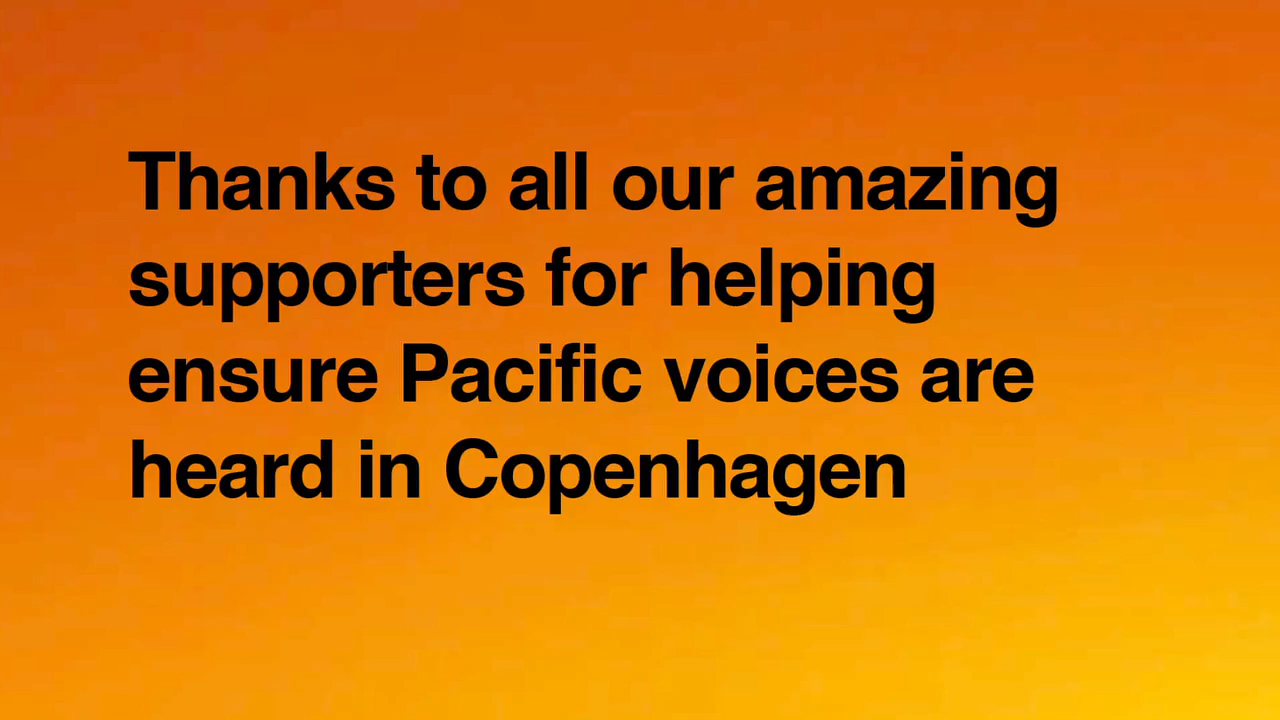 Thanks to all our amazing
supporters for helping
ensure Pacific voices are
heard in Copenhagen